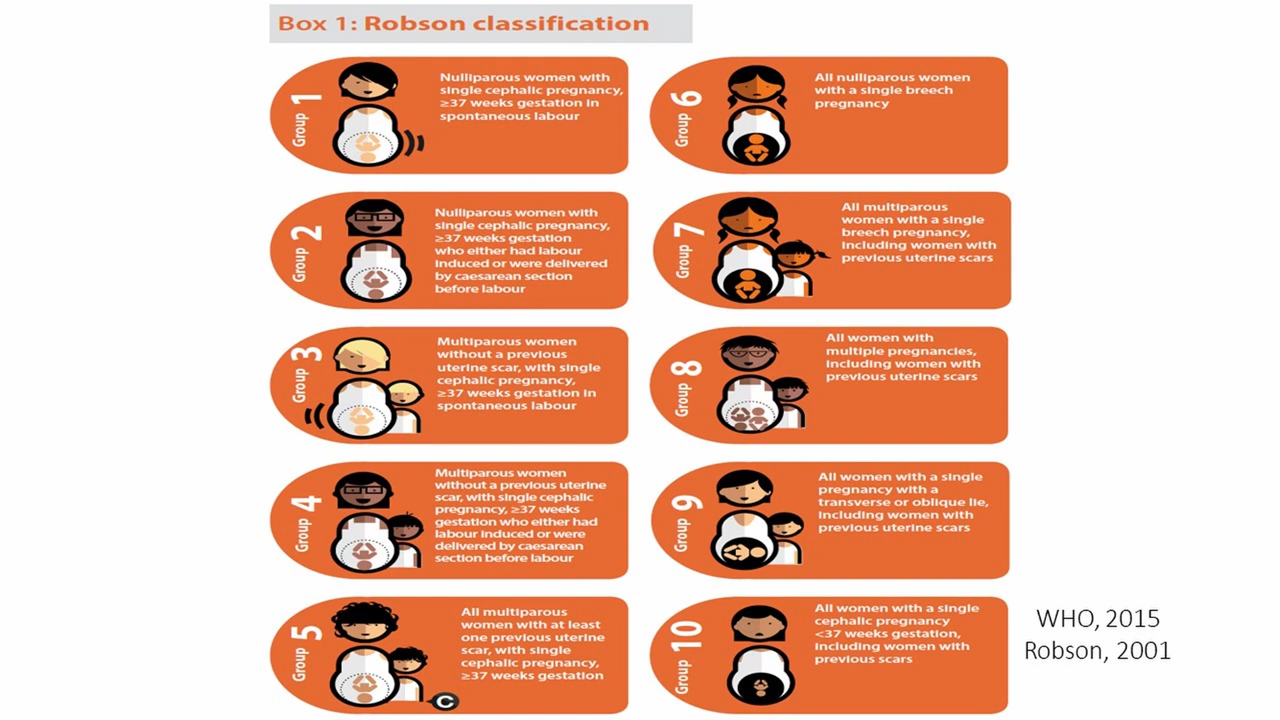 Box 1: Robson classification
Group 1
Nulliparous women with
single cephalic pregnancy,
≥37 weeks gestation in
spontaneous labour
Group 2
Nulliparous women with
single cephalic pregnancy,
≥37 weeks gestation
who either had labour
induced or were delivered
by caesarean section
before labour
Group 3
Multiparous women
without a previous
uterine scar, with single
cephalic pregnancy,
≥37 weeks gestation in
spontaneous labour
Group 4
Multiparous women
without a previous uterine
scar, with single cephalic
pregnancy, ≥37 weeks
gestation who either had
labour induced or were
delivered by caesarean
section before labour
Group 5
All multiparous
women with at least
one previous uterine
scar, with single
cephalic pregnancy,
≥37 weeks gestation
C
Group 6
All nulliparous women
with a single breech
pregnancy
Group 7
All multiparous
women with a single
breech pregnancy,
including women with
previous uterine scars
Group 8
All women with
multiple pregnancies,
including women with
previous uterine scars
Group 9
All women with a single
pregnancy with a
transverse or oblique lie,
including women with
previous uterine scars
Group 10
All women with a single
cephalic pregnancy
<37 weeks gestation,
including women with
previous scars
WHO, 2015
Robson, 2001